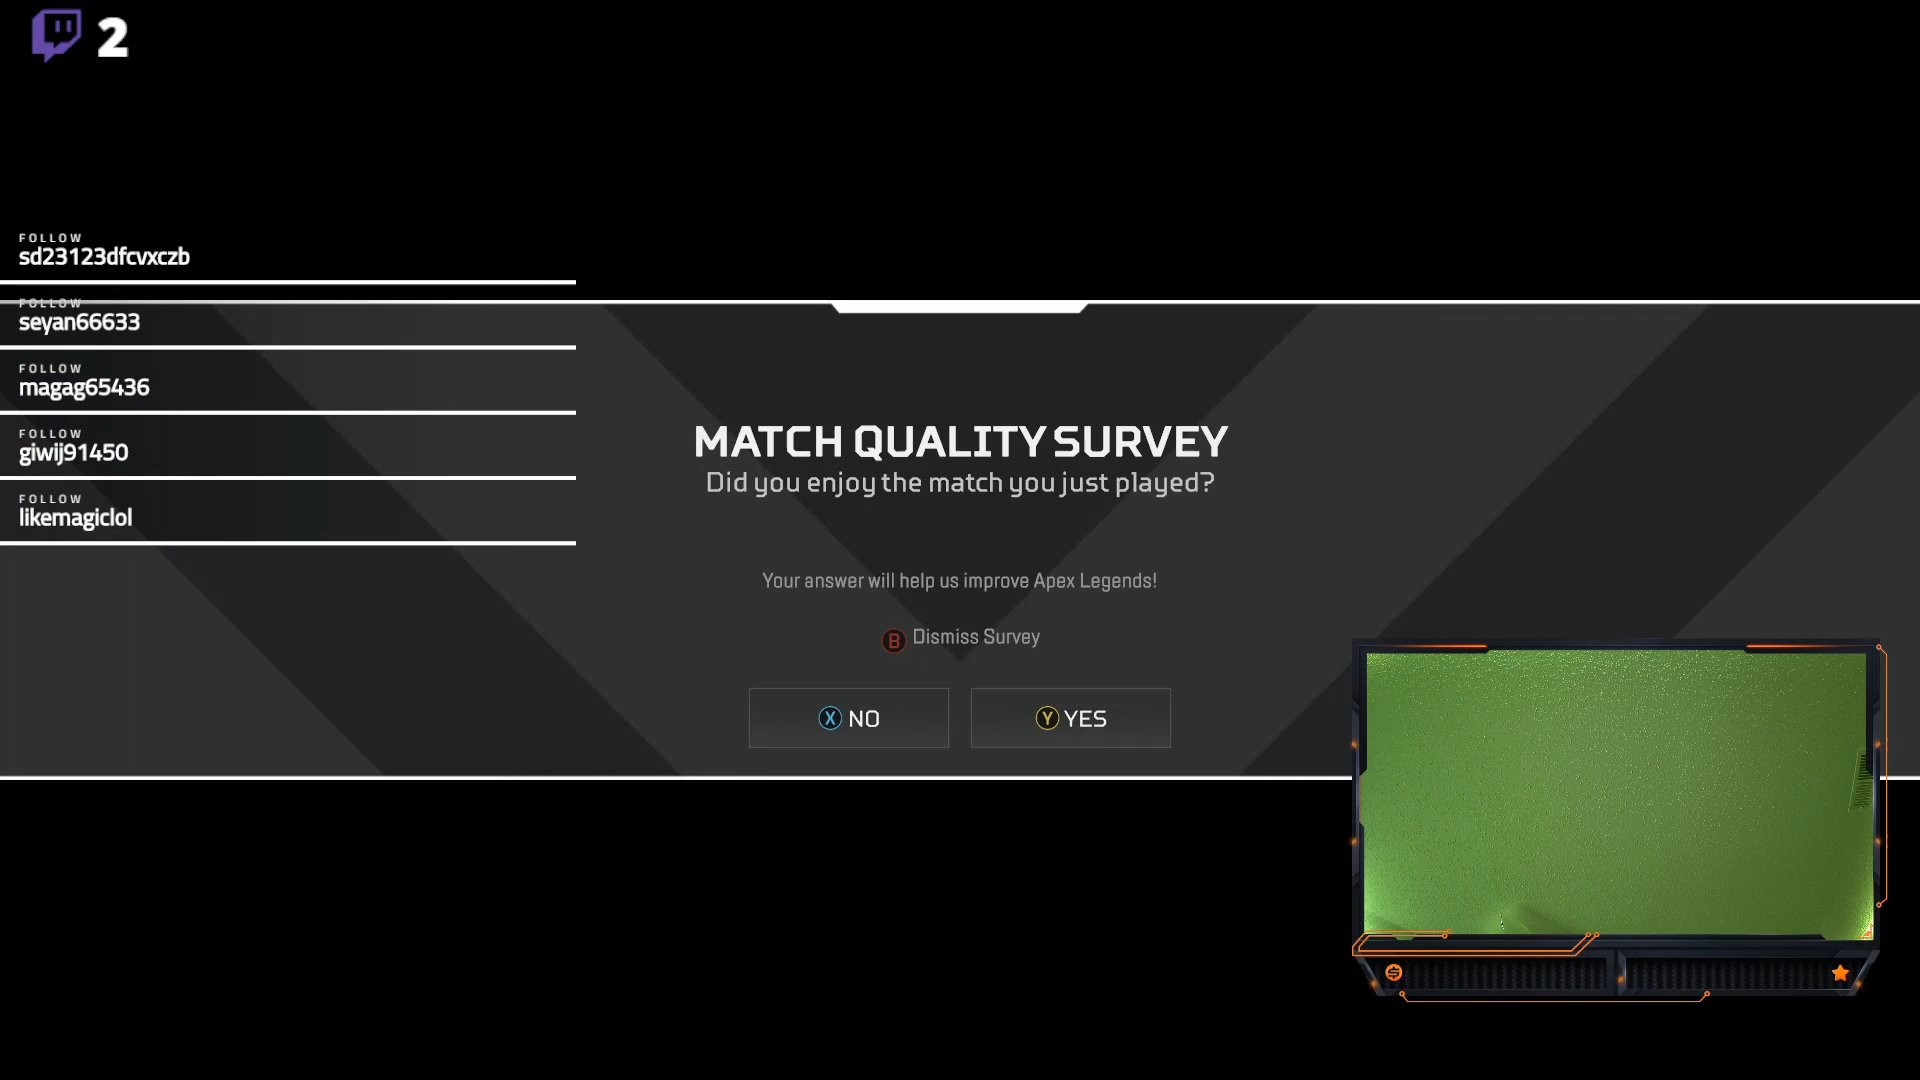 2
FOLLOW
sd23123dfcvxczb
FOLLOW
seyan66633
FOLLOW
magag65436
FOLLOW
giwij91450
FOLLOW
likemagiclol
MATCH QUALITY SURVEY
Did you enjoy the match you just played?
Your answer will help us improve Apex Legends!
B Dismiss Survey
X NO
Y YES